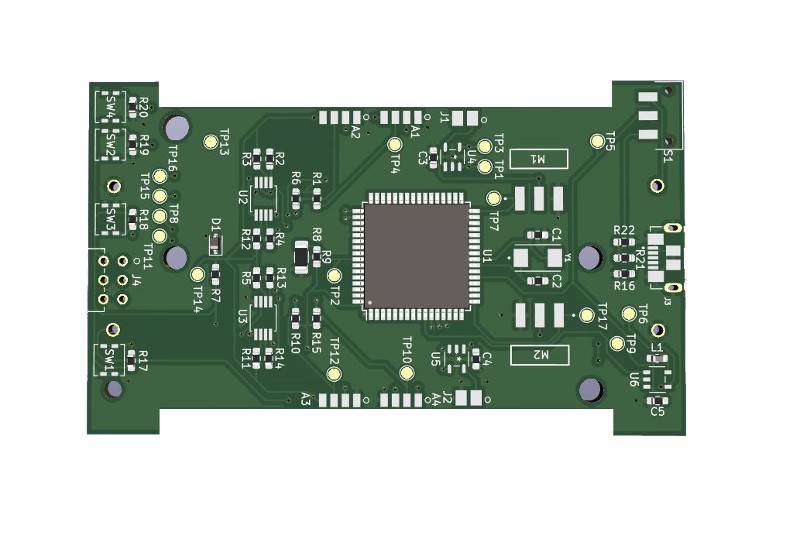 SW4
R20
SW2
R19
TP16
TP13
TP15
SW3
R18
TP8
TP11
J4
TP14
R7
D1
SW1
R17
R3
R2
U2
R12
R4
R6
R1
R8
R9
R5
R13
U3
R10
R15
R11
R14
TP2
TP12
A2
A1
J1
TP4
C3
U4
TP3
TP1
TP7
M1
TP5
S1
U1
C1
Y1
C2
R22
R21
R16
J3
TP17
TP6
TP9
M2
TP10
U5
C4
A3
A4
J2
L1
U6
C5